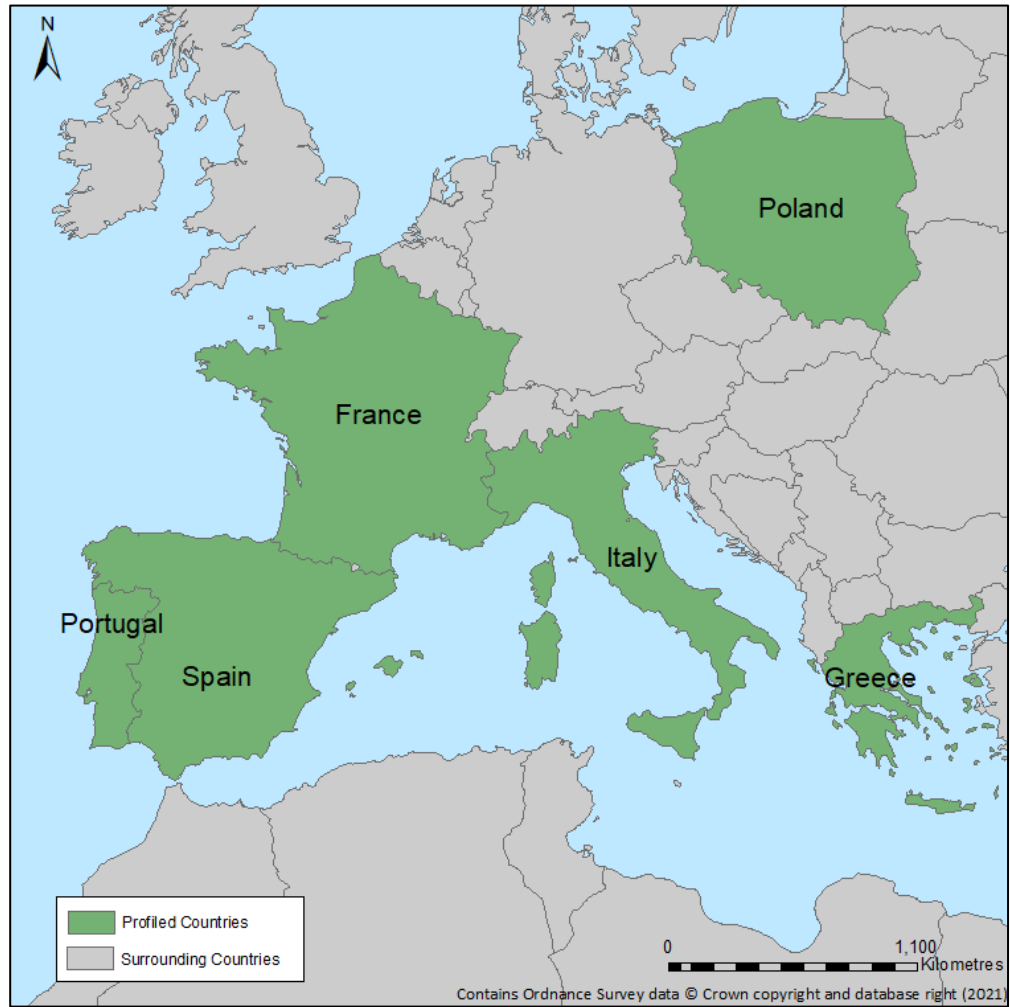 N
Poland
France
Italy
Portugal
Spain
Greece
Profiled Countries
Surrounding Countries
0 1,100
Kilometres
Contains Ordnance Survey data © Crown copyright and database right (2021)